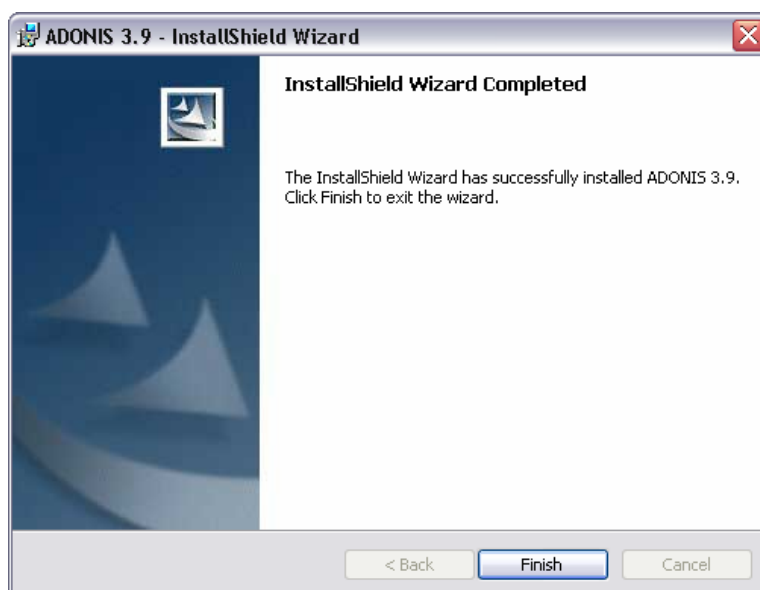 ADONIS 3.9 - InstallShield Wizard
InstallShield Wizard Completed
The InstallShield Wizard has successfully installed ADONIS 3.9.
Click Finish to exit the wizard.
< Back
Finish
Cancel